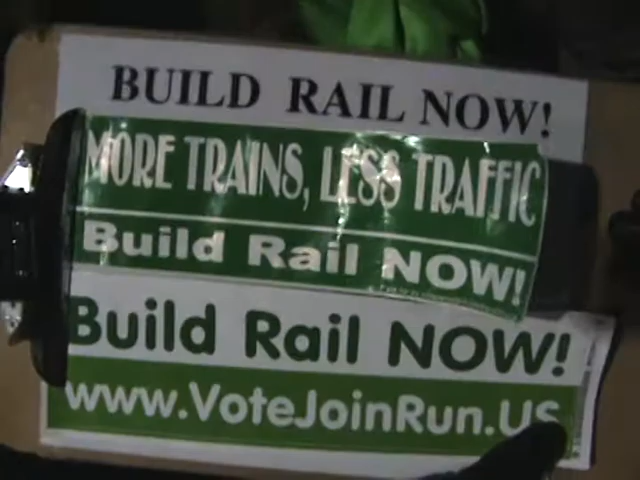 BUILD RAIL NOW!
MORE TRAINS, LESS TRAFFIC
Build Rail NOW!
Build Rail NOW!
www.VoteJoinRun.US